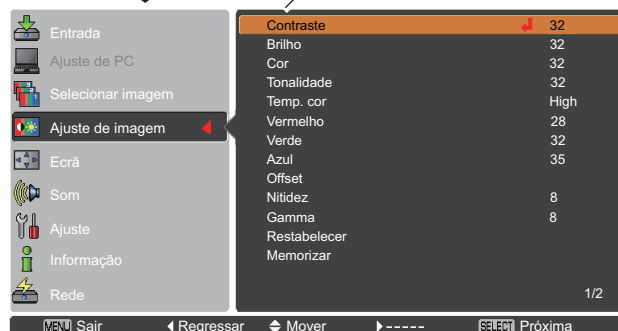 Entrada
Ajuste de PC
Selecionar imagem
Ajuste de imagem
Ecrã
Som
Ajuste
Informação
Rede
Contraste 32
Brilho 32
Cor 32
Tonalidade 32
Temp. cor High
Vermelho 28
Verde 32
Azul 35
Offset
Nitidez 8
Gamma 8
Restabelecer
Memorizar
1/2
MENU Sair Regressar Mover ----- SELECT Próxima